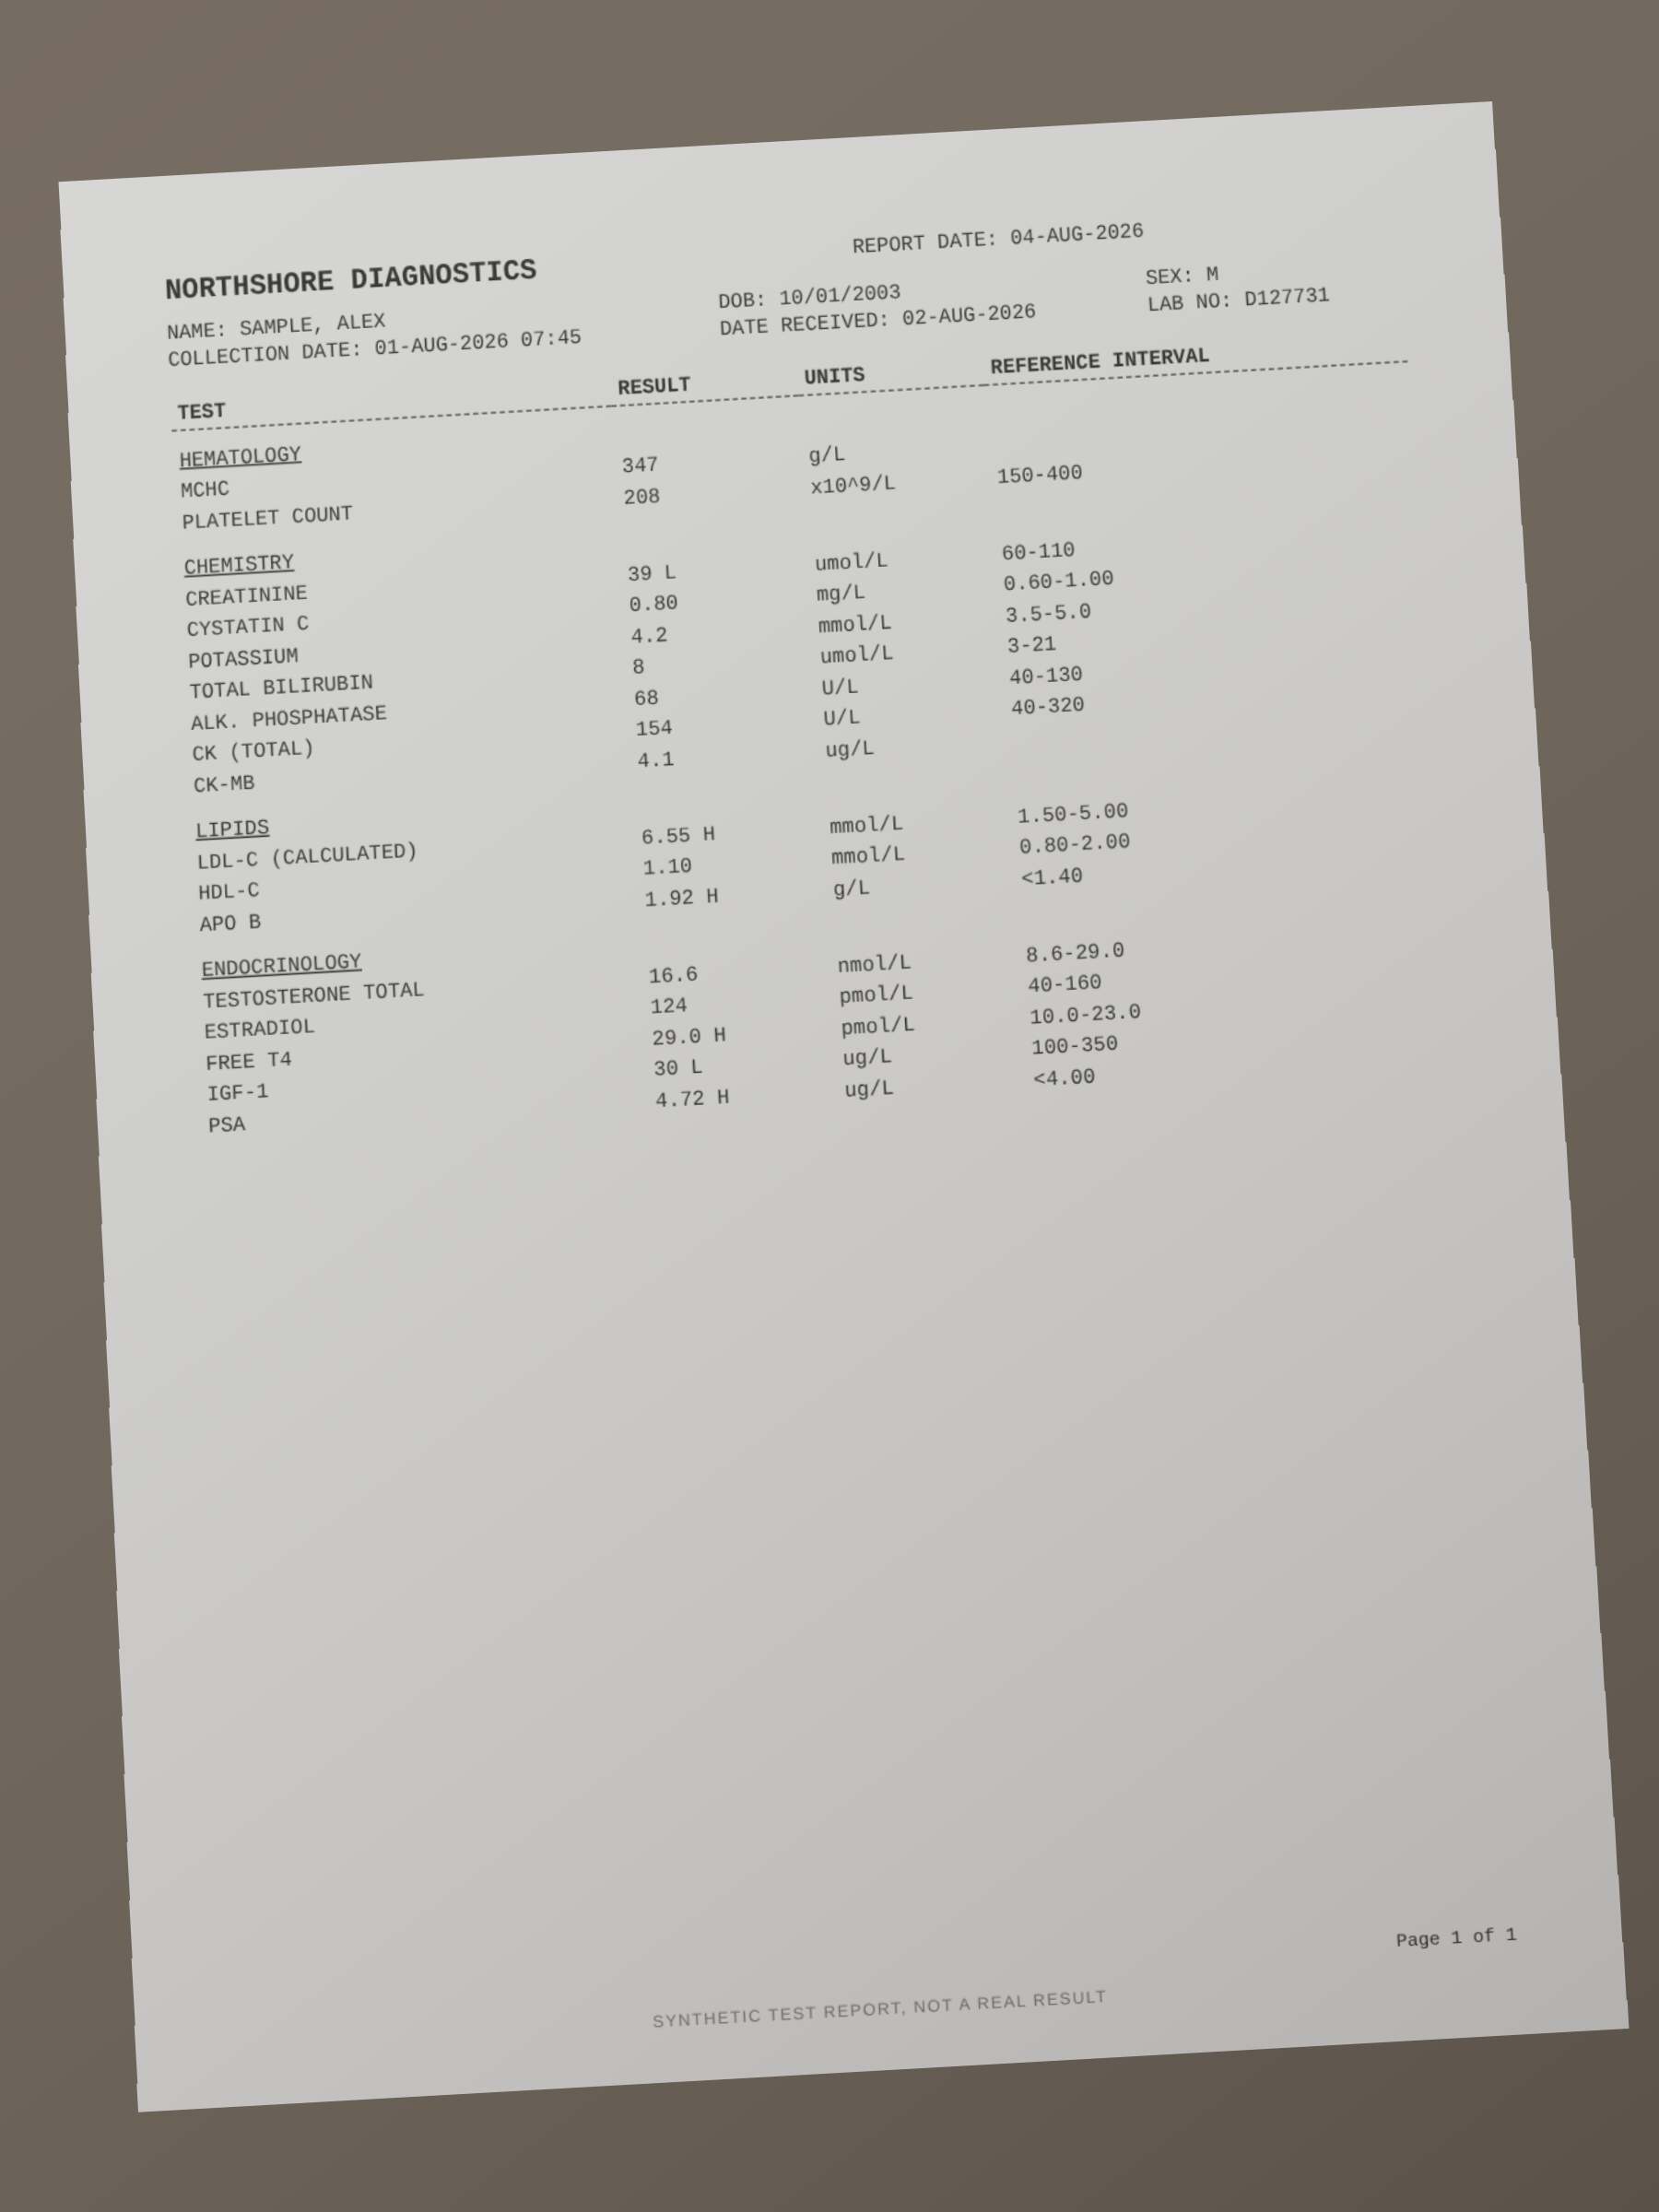 REPORT DATE: 04-AUG-2026
NORTHSHORE DIAGNOSTICS
NAME: SAMPLE, ALEX DOB: 10/01/2003 SEX: M
COLLECTION DATE: 01-AUG-2026 07:45 DATE RECEIVED: 02-AUG-2026 LAB NO: D127731
TEST RESULT UNITS REFERENCE INTERVAL
HEMATOLOGY
MCHC 347 g/L
PLATELET COUNT 208 x10^9/L 150-400
CHEMISTRY
CREATININE 39 L umol/L 60-110
CYSTATIN C 0.80 mg/L 0.60-1.00
POTASSIUM 4.2 mmol/L 3.5-5.0
TOTAL BILIRUBIN 8 umol/L 3-21
ALK. PHOSPHATASE 68 U/L 40-130
CK (TOTAL) 154 U/L 40-320
CK-MB 4.1 ug/L
LIPIDS
LDL-C (CALCULATED) 6.55 H mmol/L 1.50-5.00
HDL-C 1.10 mmol/L 0.80-2.00
APO B 1.92 H g/L <1.40
ENDOCRINOLOGY
TESTOSTERONE TOTAL 16.6 nmol/L 8.6-29.0
ESTRADIOL 124 pmol/L 40-160
FREE T4 29.0 H pmol/L 10.0-23.0
IGF-1 30 L ug/L 100-350
PSA 4.72 H ug/L <4.00
Page 1 of 1
SYNTHETIC TEST REPORT, NOT A REAL RESULT